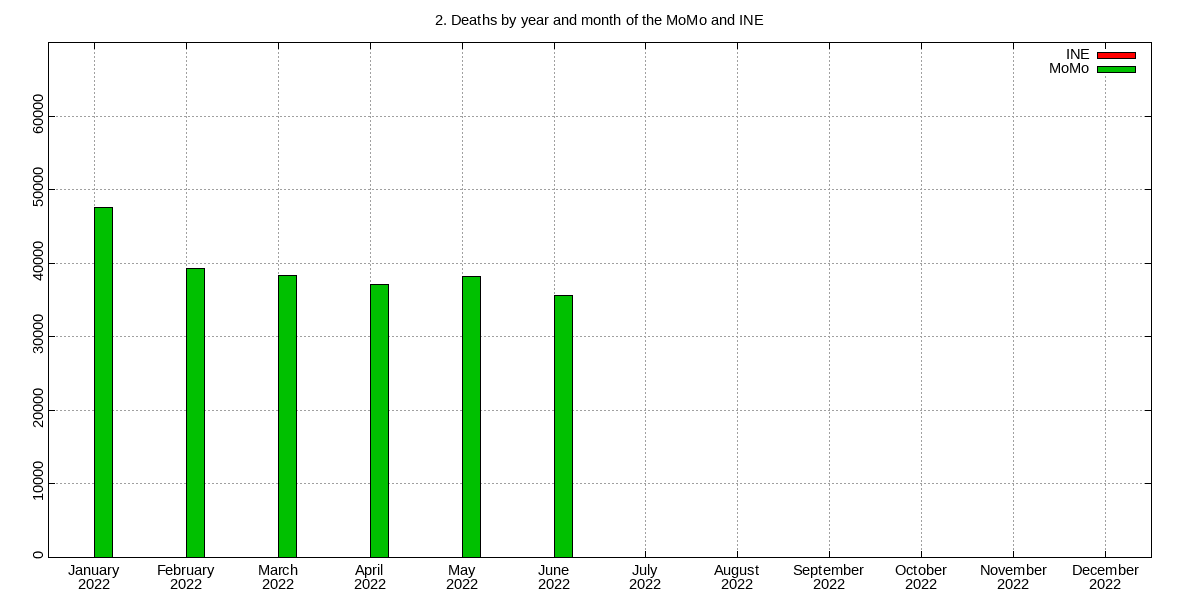 2. Deaths by year and month of the MoMo and INE
INE
MoMo
60000
50000
40000
30000
20000
10000
0
January February March April May June July August September October November December
2022 2022 2022 2022 2022 2022 2022 2022 2022 2022 2022 2022